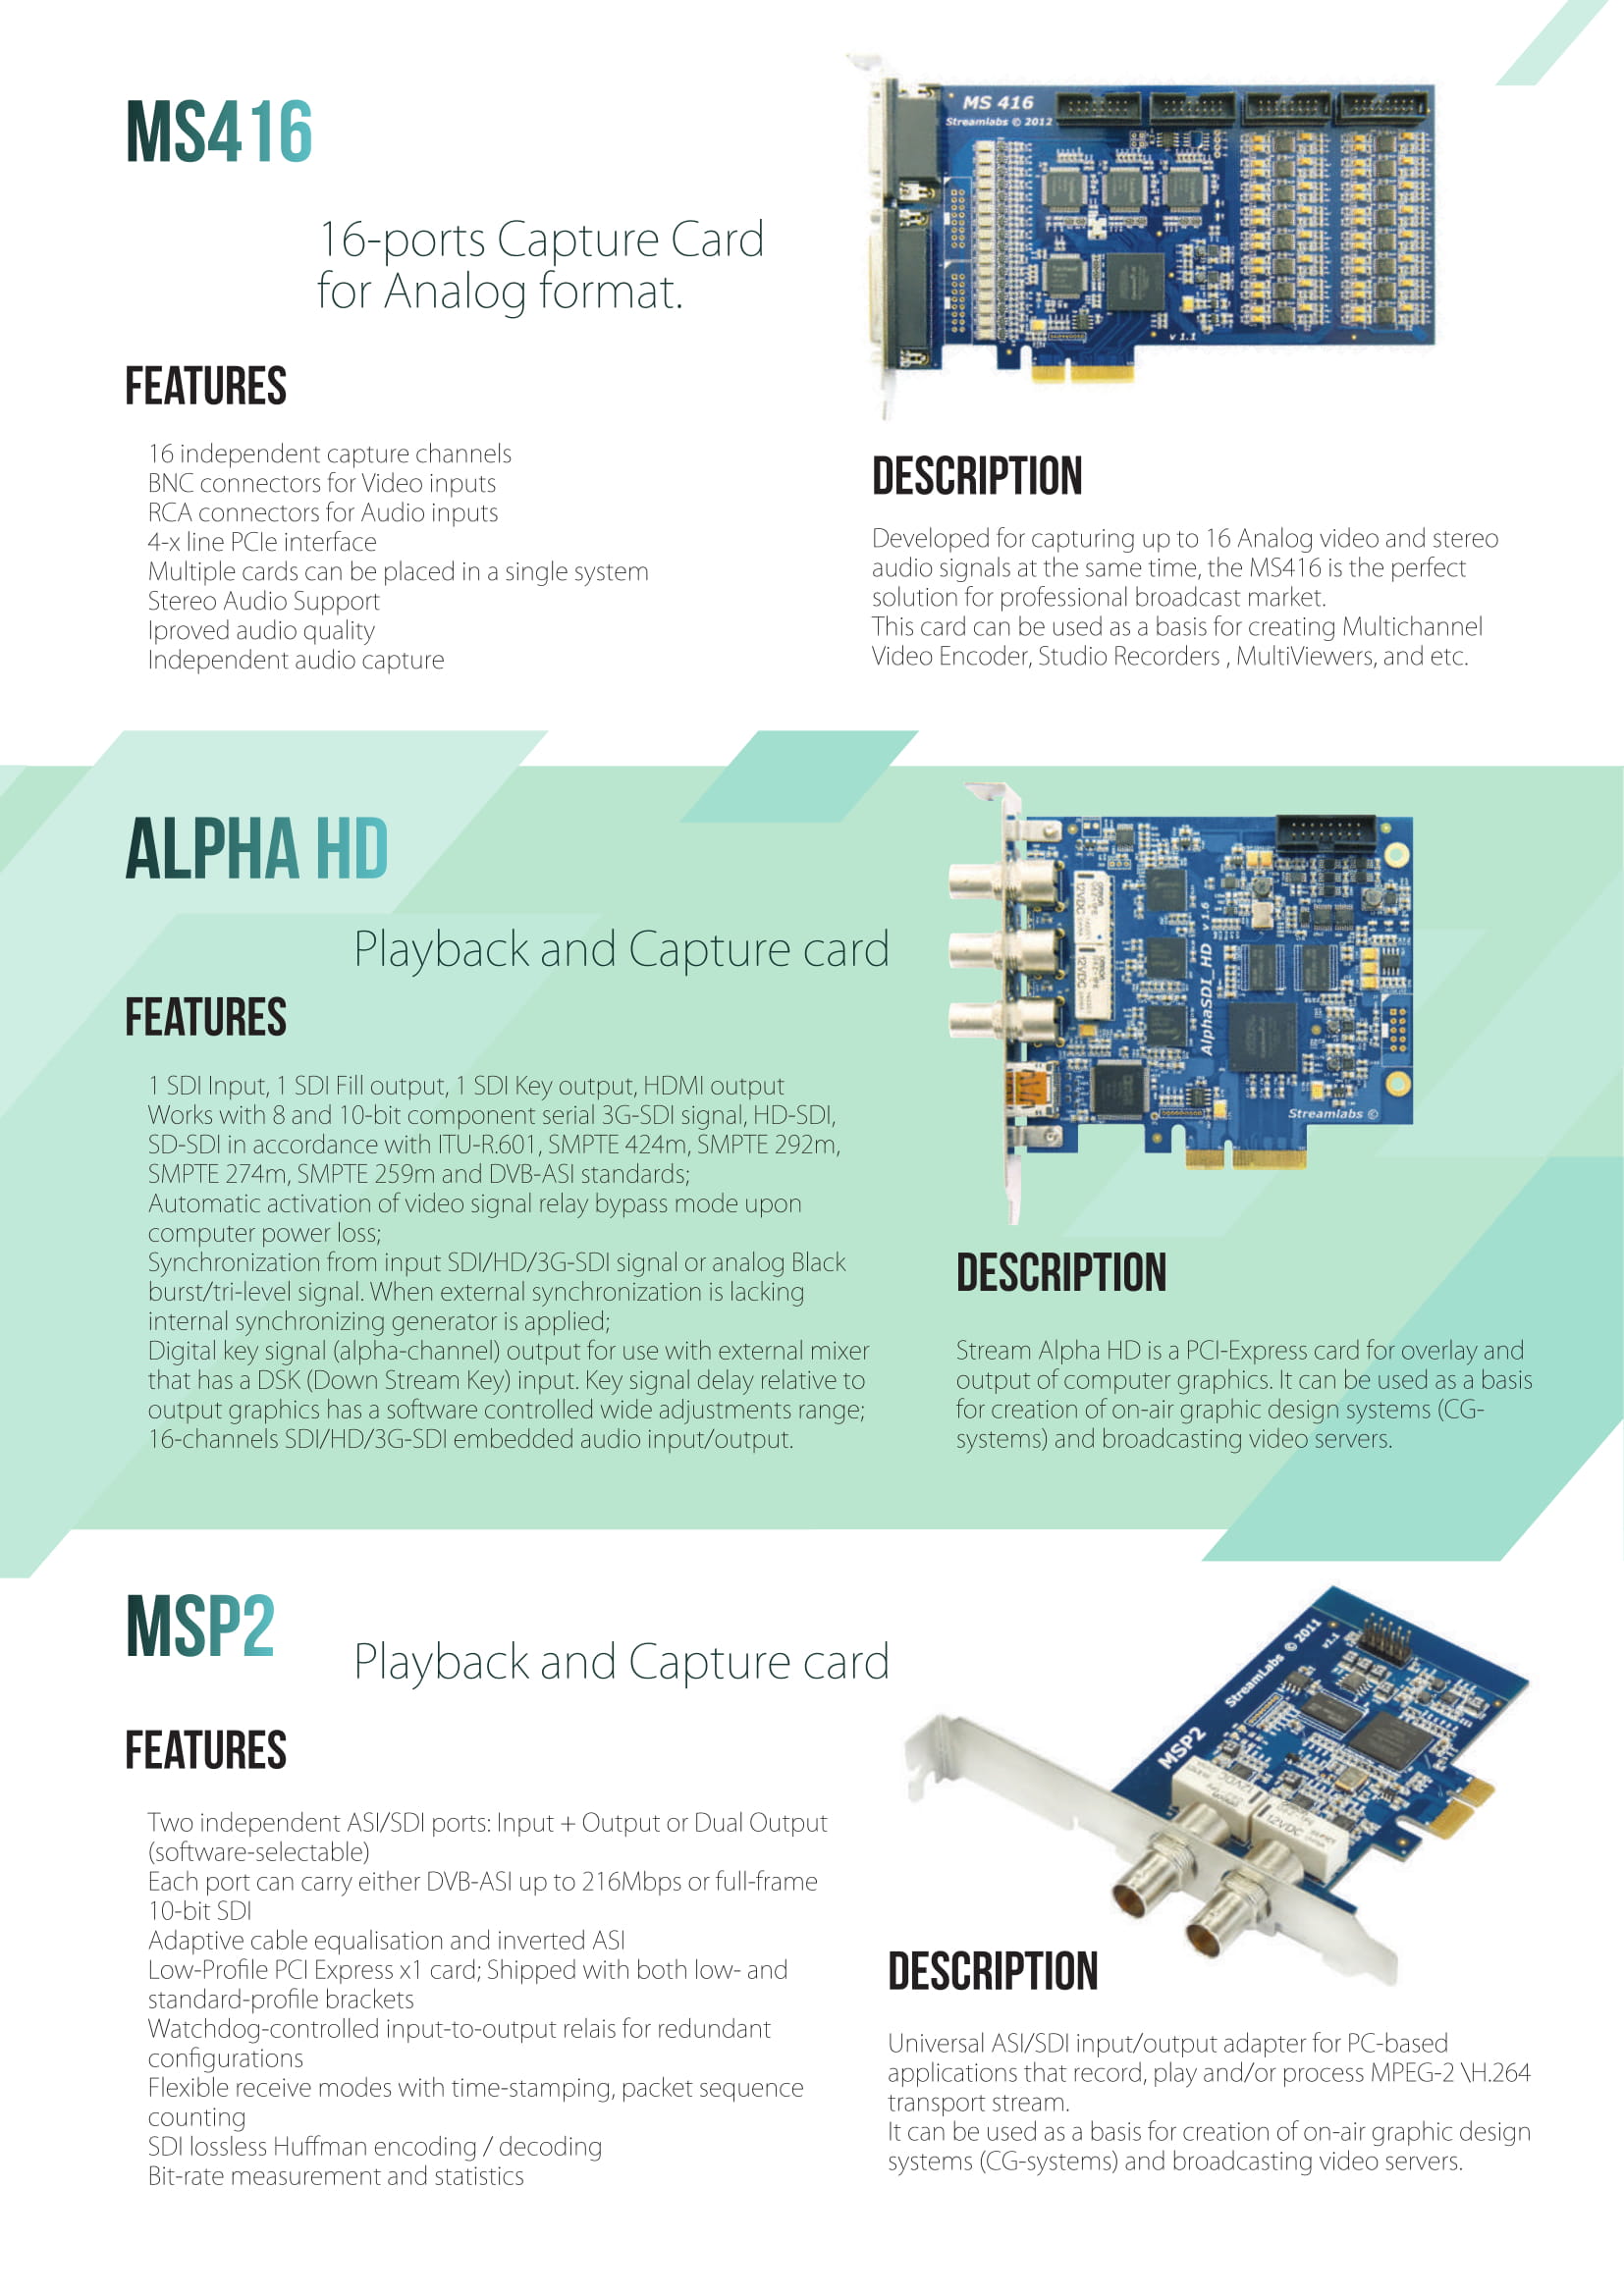 MS416
16-ports Capture Card
for Analog format.
FEATURES
16 independent capture channels
BNC connectors for Video inputs
RCA connectors for Audio inputs
4-x line PCIe interface
Multiple cards can be placed in a single system
Stereo Audio Support
Iproved audio quality
Independent audio capture
MS 416
Streamlabs © 2012
v 1.1
DESCRIPTION
Developed for capturing up to 16 Analog video and stereo
audio signals at the same time, the MS416 is the perfect
solution for professional broadcast market.
This card can be used as a basis for creating Multichannel
Video Encoder, Studio Recorders , MultiViewers, and etc.
ALPHA HD
Playback and Capture card
FEATURES
1 SDI Input, 1 SDI Fill output, 1 SDI Key output, HDMI output
Works with 8 and 10-bit component serial 3G-SDI signal, HD-SDI,
SD-SDI in accordance with ITU-R.601, SMPTE 424m, SMPTE 292m,
SMPTE 274m, SMPTE 259m and DVB-ASI standards;
Automatic activation of video signal relay bypass mode upon
computer power loss;
Synchronization from input SDI/HD/3G-SDI signal or analog Black
burst/tri-level signal. When external synchronization is lacking
internal synchronizing generator is applied;
Digital key signal (alpha-channel) output for use with external mixer
that has a DSK (Down Stream Key) input. Key signal delay relative to
output graphics has a software controlled wide adjustments range;
16-channels SDI/HD/3G-SDI embedded audio input/output.
12VDC
12VDC
AlphaSDI_HD v 1.6
Streamlabs ©
DESCRIPTION
Stream Alpha HD is a PCI-Express card for overlay and
output of computer graphics. It can be used as a basis
for creation of on-air graphic design systems (CG-
systems) and broadcasting video servers.
MSP2
Playback and Capture card
FEATURES
Two independent ASI/SDI ports: Input + Output or Dual Output
(software-selectable)
Each port can carry either DVB-ASI up to 216Mbps or full-frame
10-bit SDI
Adaptive cable equalisation and inverted ASI
Low-Profile PCI Express x1 card; Shipped with both low- and
standard-profile brackets
Watchdog-controlled input-to-output relais for redundant
configurations
Flexible receive modes with time-stamping, packet sequence
counting
SDI lossless Huffman encoding / decoding
Bit-rate measurement and statistics
StreamLabs © 2011
v2.1
MSP2
12VDC
12VDC
DESCRIPTION
Universal ASI/SDI input/output adapter for PC-based
applications that record, play and/or process MPEG-2 \H.264
transport stream.
It can be used as a basis for creation of on-air graphic design
systems (CG-systems) and broadcasting video servers.